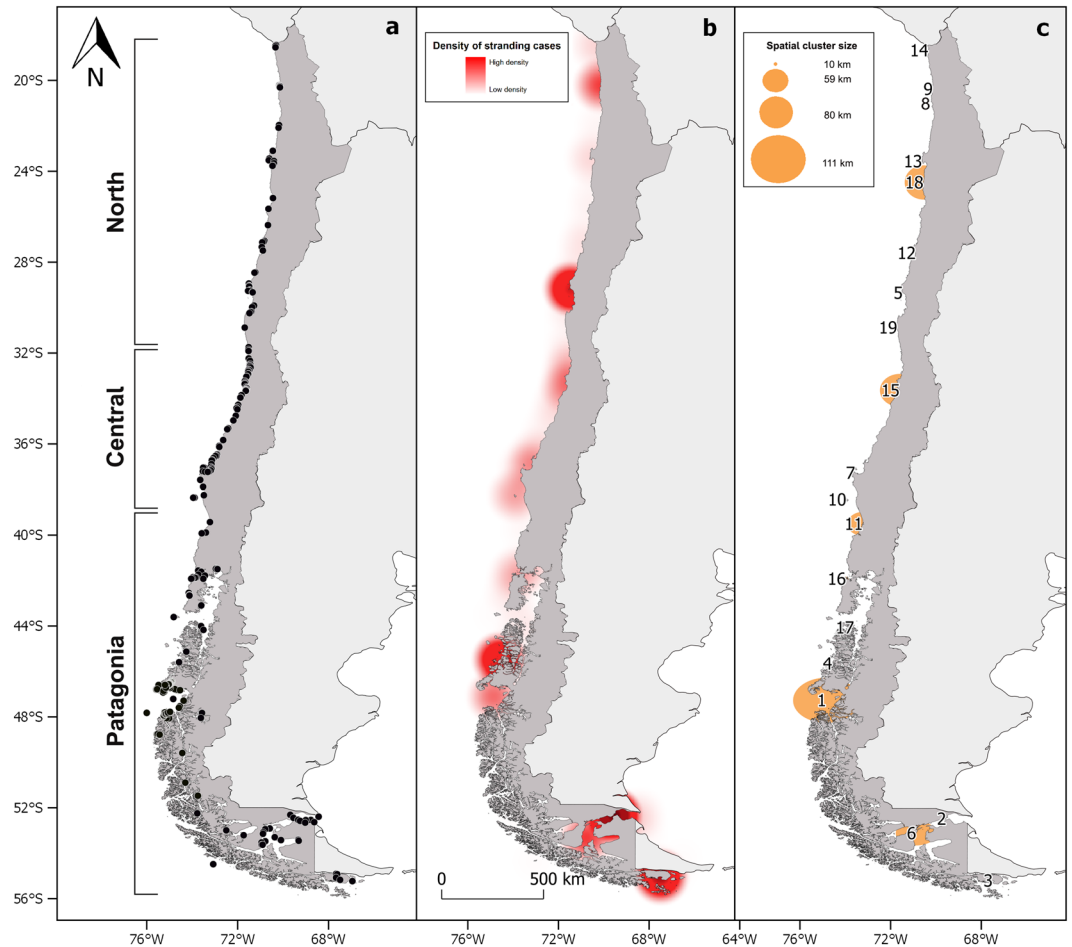 a
b
c
N
North
Central
Patagonia
20°S
24°S
28°S
32°S
36°S
40°S
44°S
48°S
52°S
56°S
Density of stranding cases
High density
Low density
0 500 km
Spatial cluster size
10 km
59 km
80 km
111 km
14
9
8
13
18
12
5
19
15
7
10
11
16
17
4
1
2
6
3
76°W 72°W 68°W 76°W 72°W 68°W 64°W 76°W 72°W 68°W